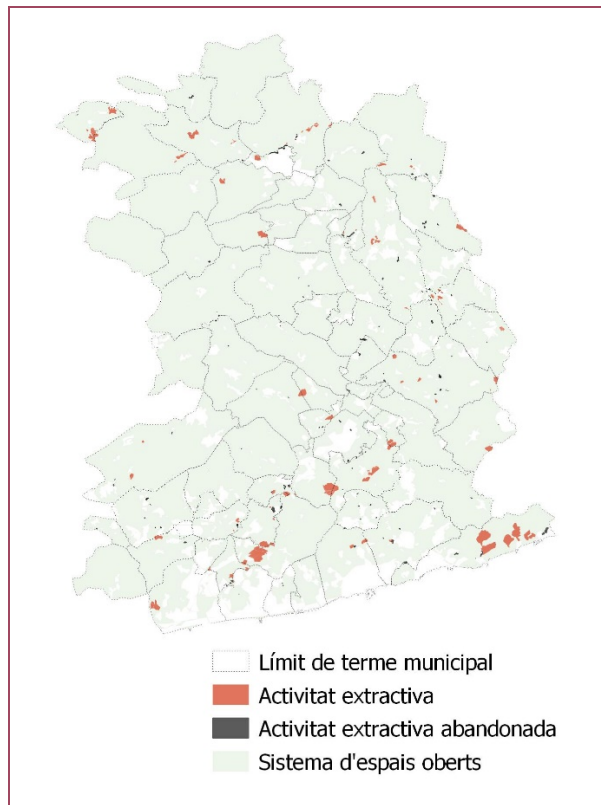 Límit de terme municipal
Activitat extractiva
Activitat extractiva abandonada
Sistema d'espais oberts